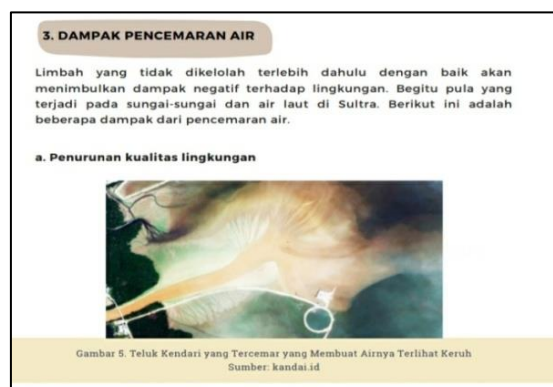 3. DAMPAK PENCEMARAN AIR
Limbah yang tidak dikelolah terlebih dahulu dengan baik akan
menimbulkan dampak negatif terhadap lingkungan. Begitu pula yang
terjadi pada sungai-sungai dan air laut di Sultra. Berikut ini adalah
beberapa dampak dari pencemaran air.
a. Penurunan kualitas lingkungan
Gambar 5. Teluk Kendari yang Tercemar yang Membuat Airnya Terlihat Keruh
Sumber: kandai.id